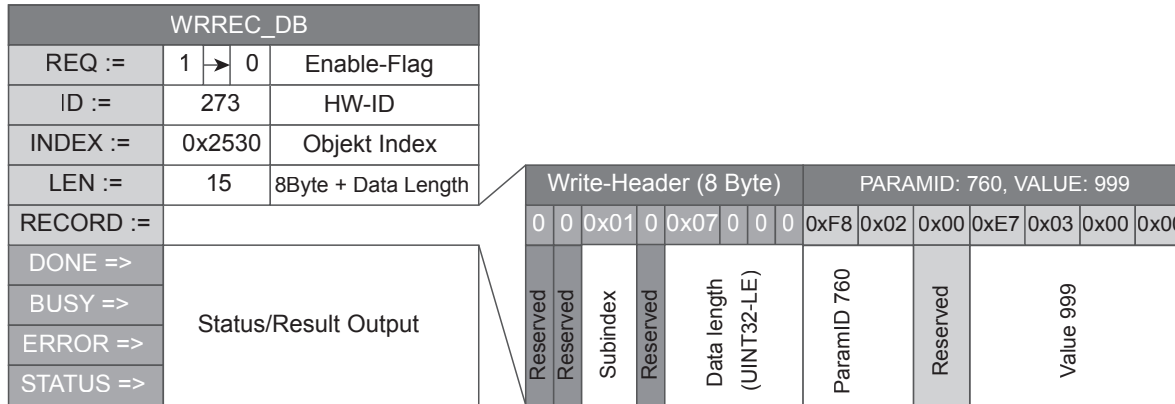 WRREC_DB
REQ := 1 0 Enable-Flag
ID := 273 HW-ID
INDEX := 0x2530 Objekt Index
LEN := 15 8Byte + Data Length
RECORD :=
DONE =>
BUSY =>
ERROR =>
STATUS =>
Status/Result Output
Write-Header (8 Byte) PARAMID: 760, VALUE: 999
0 0 0x01 0 0x07 0 0 0 0xF8 0x02 0x00 0xE7 0x03 0x00 0x00
Reserved
Reserved
Subindex
Reserved
Data length
(UINT32-LE)
ParamID 760
Reserved
Value 999